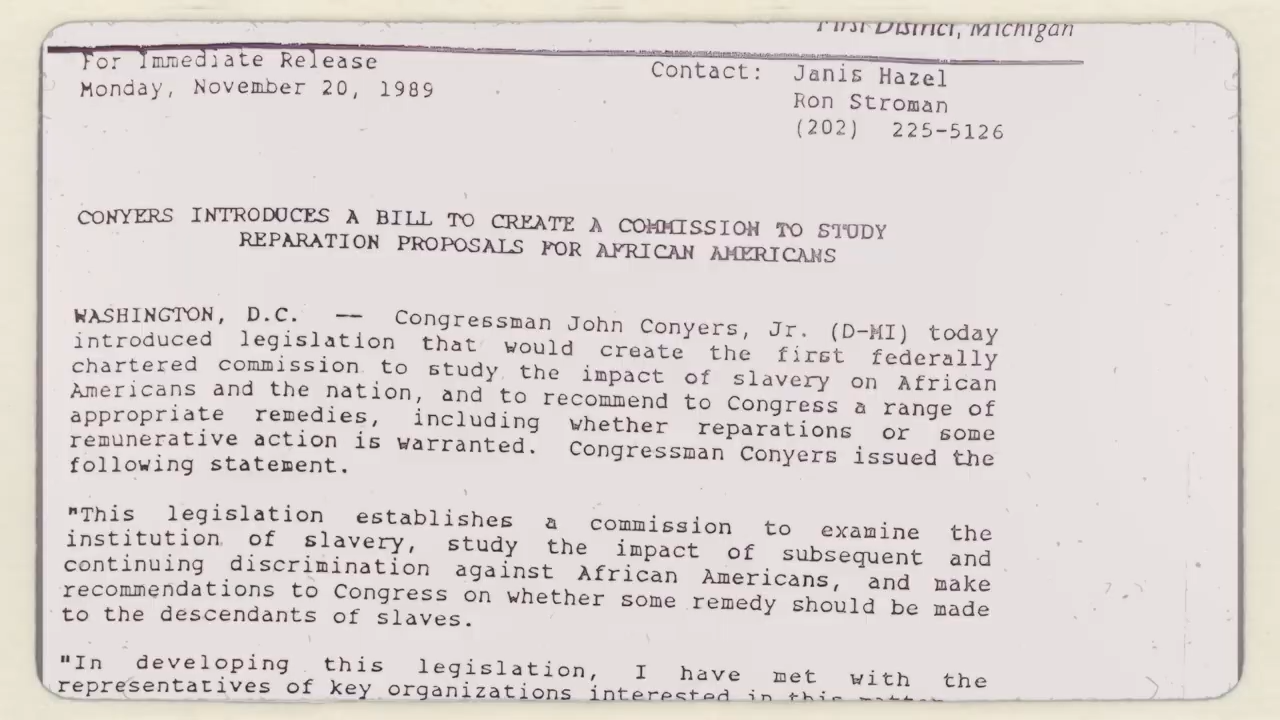 First District, Michigan
For Immediate Release
Monday, November 20, 1989
Contact: Janis Hazel
Ron Stroman
(202) 225-5126
CONYERS INTRODUCES A BILL TO CREATE A COMMISSION TO STUDY
REPARATION PROPOSALS FOR AFRICAN AMERICANS
WASHINGTON, D.C. -- Congressman John Conyers, Jr. (D-MI) today
introduced legislation that would create the first federally
chartered commission to study the impact of slavery on African
Americans and the nation, and to recommend to Congress a range of
appropriate remedies, including whether reparations or some
remunerative action is warranted. Congressman Conyers issued the
following statement.
"This legislation establishes a commission to examine the
institution of slavery, study the impact of subsequent and
continuing discrimination against African Americans, and make
recommendations to Congress on whether some remedy should be made
to the descendants of slaves.
"In developing this legislation, I have met with the
representatives of key organizations interested in this matter